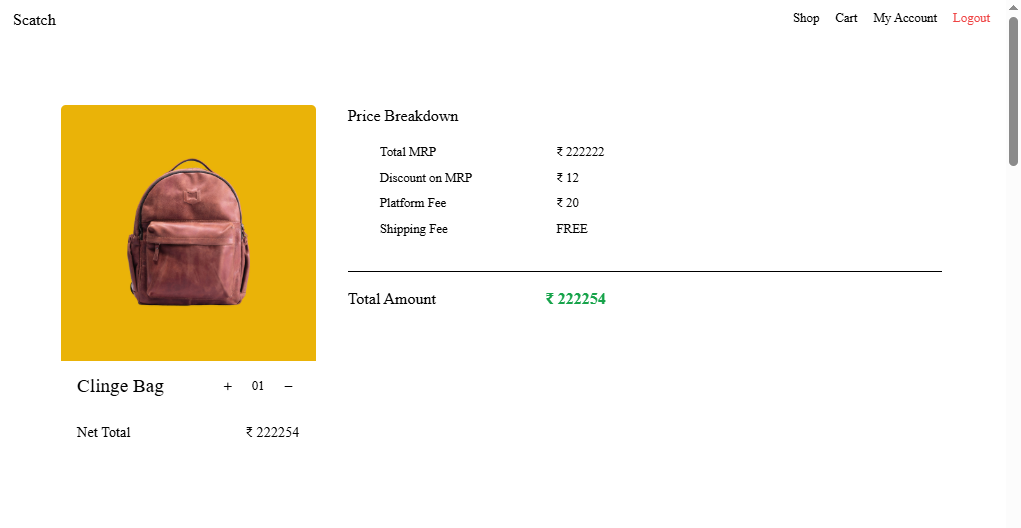 Scatch
Shop Cart My Account Logout
Price Breakdown
Total MRP ₹ 222222
Discount on MRP ₹ 12
Platform Fee ₹ 20
Shipping Fee FREE
Total Amount ₹ 222254
Clinge Bag + 01 −
Net Total ₹ 222254